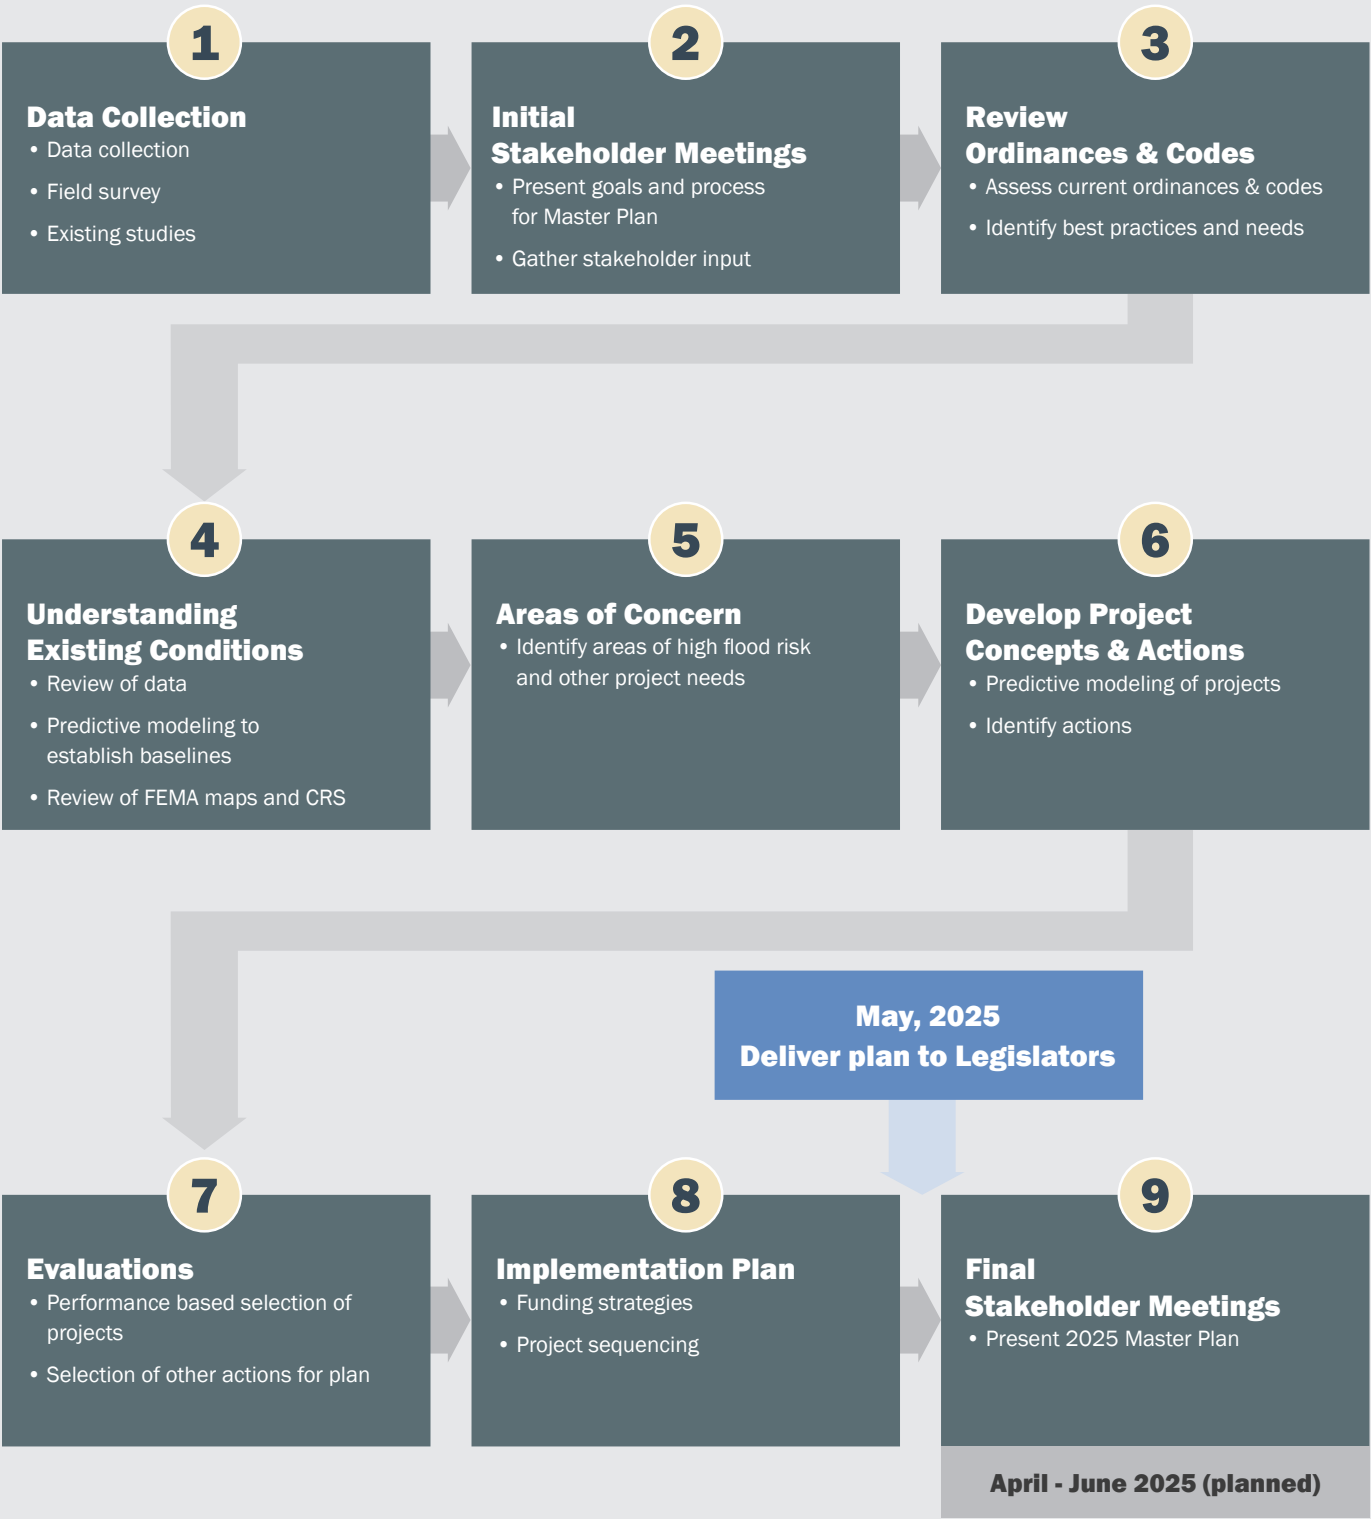 1
Data Collection
• Data collection
• Field survey
• Existing studies
2
Initial
Stakeholder Meetings
• Present goals and process
for Master Plan
• Gather stakeholder input
3
Review
Ordinances & Codes
• Assess current ordinances & codes
• Identify best practices and needs
4
Understanding
Existing Conditions
• Review of data
• Predictive modeling to
establish baselines
• Review of FEMA maps and CRS
5
Areas of Concern
• Identify areas of high flood risk
and other project needs
6
Develop Project
Concepts & Actions
• Predictive modeling of projects
• Identify actions
May, 2025
Deliver plan to Legislators
7
Evaluations
• Performance based selection of
projects
• Selection of other actions for plan
8
Implementation Plan
• Funding strategies
• Project sequencing
9
Final
Stakeholder Meetings
• Present 2025 Master Plan
April - June 2025 (planned)